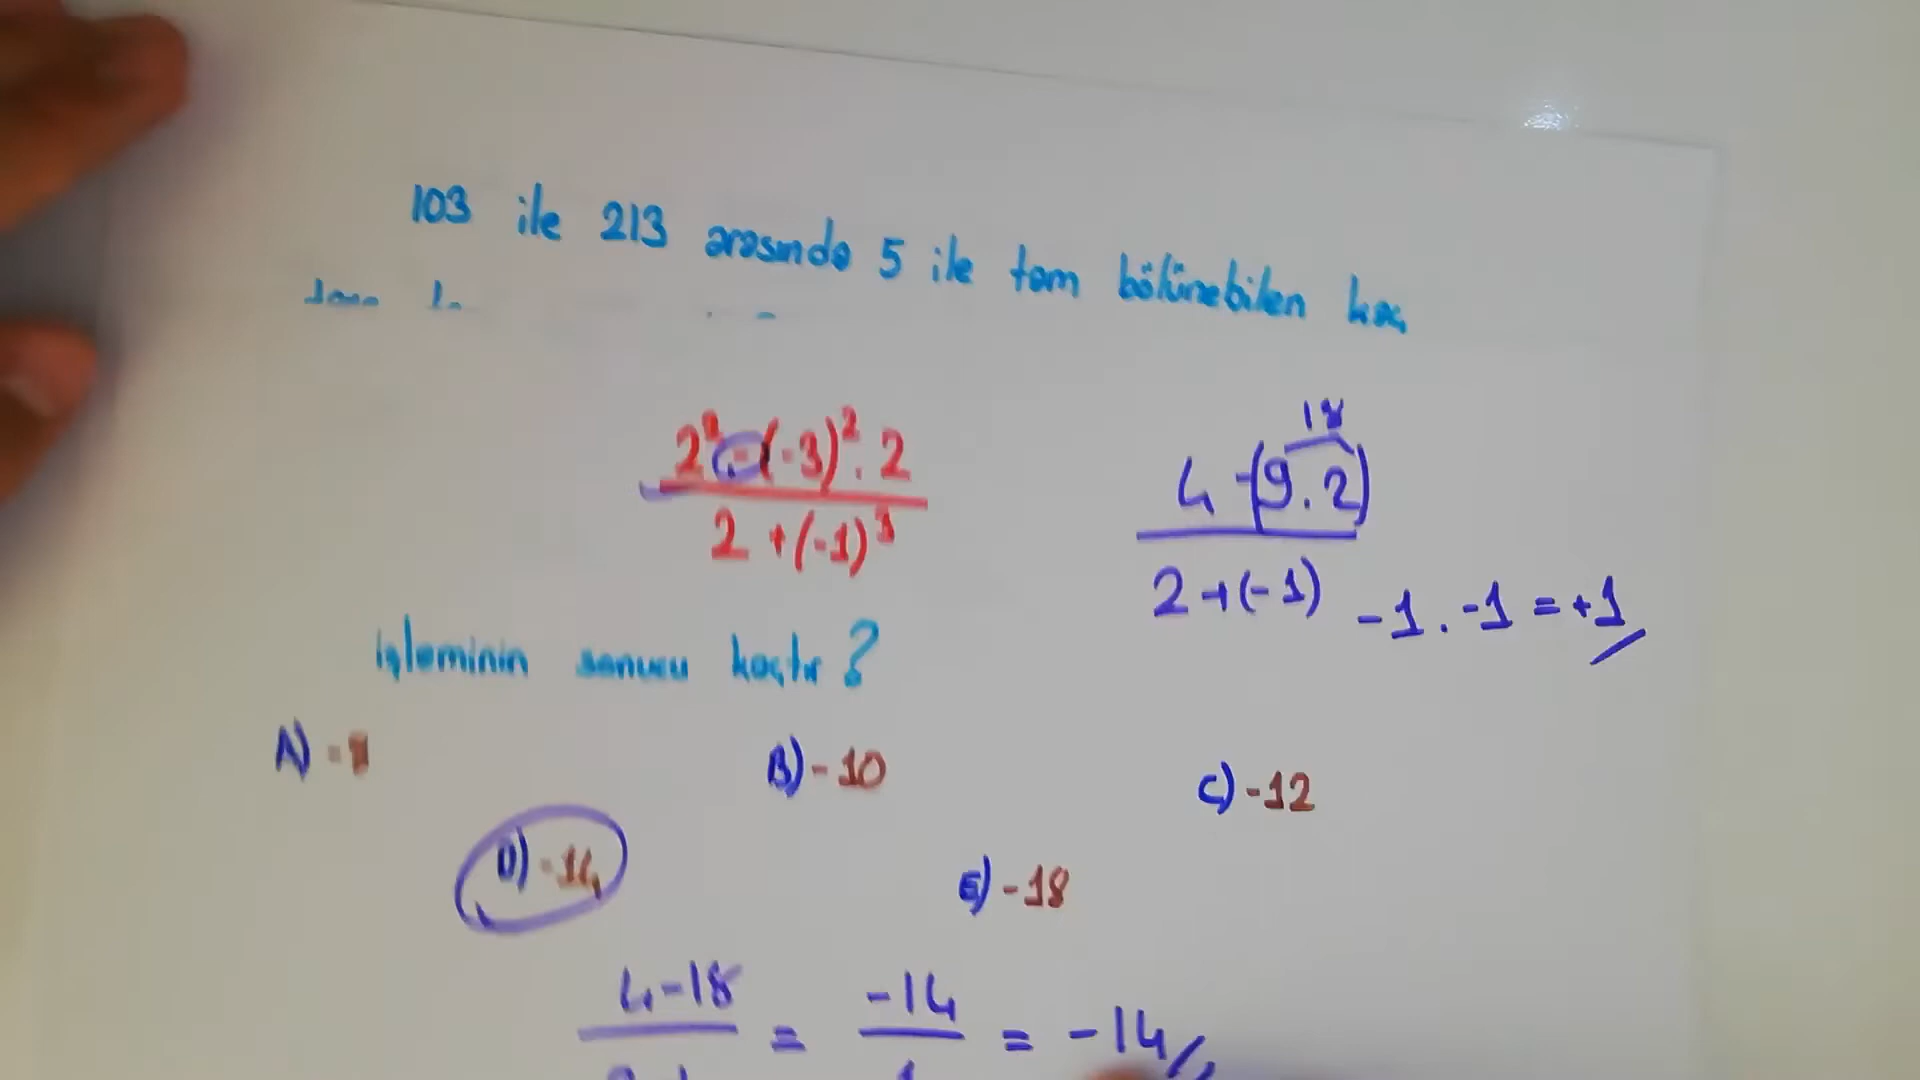 103 ile 213 arasında 5 ile tam bölünebilen kaç
2² - (-3)² . 2
2 + (-1)³
18
4 - (9 . 2)
2 + (-1)
-1 . -1 = +1
işleminin sonucu kaçtır?
A)
B) -10
C) -12
D) -14
E) -18
4-18
= -14 = -14
1